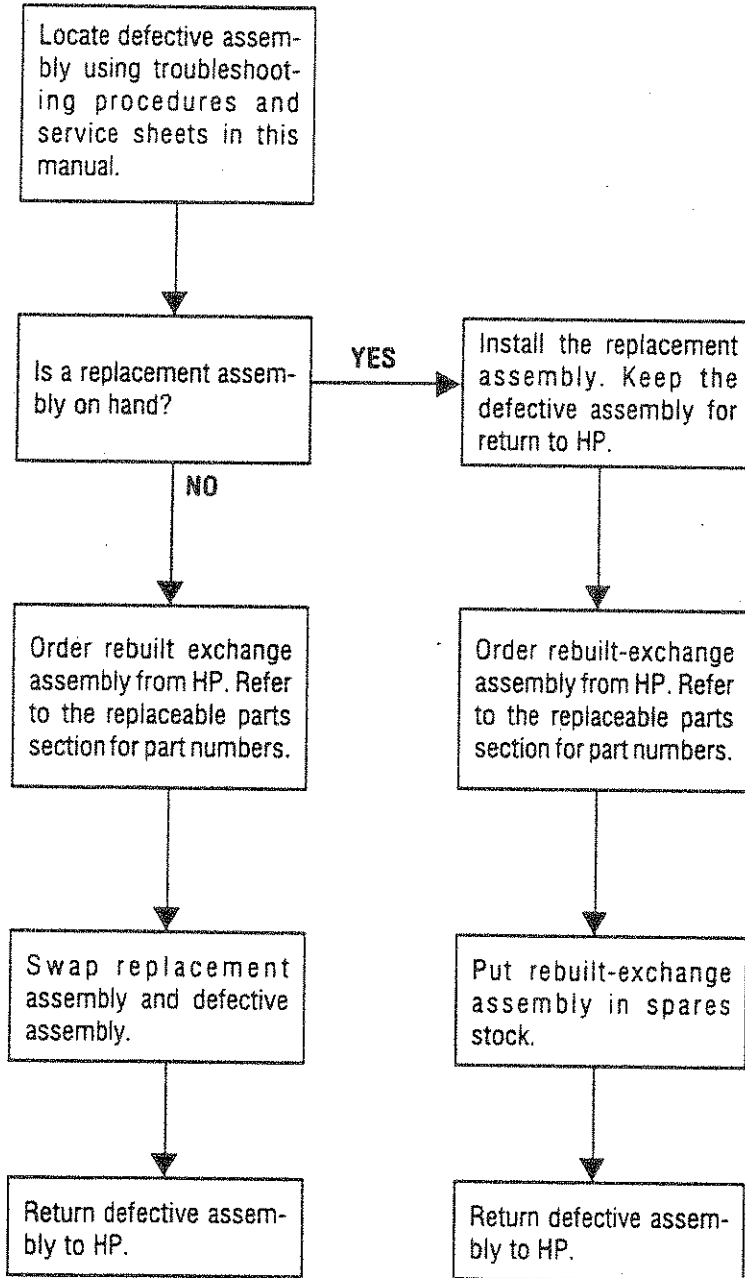 Locate defective assem-
bly using troubleshoot-
ing procedures and
service sheets in this
manual.
Is a replacement assem-
bly on hand?
YES
Install the replacement
assembly. Keep the
defective assembly for
return to HP.
NO
Order rebuilt exchange
assembly from HP. Refer
to the replaceable parts
section for part numbers.
Order rebuilt-exchange
assembly from HP. Refer
to the replaceable parts
section for part numbers.
Swap replacement
assembly and defective
assembly.
Put rebuilt-exchange
assembly in spares
stock.
Return defective assem-
bly to HP.
Return defective assem-
bly to HP.